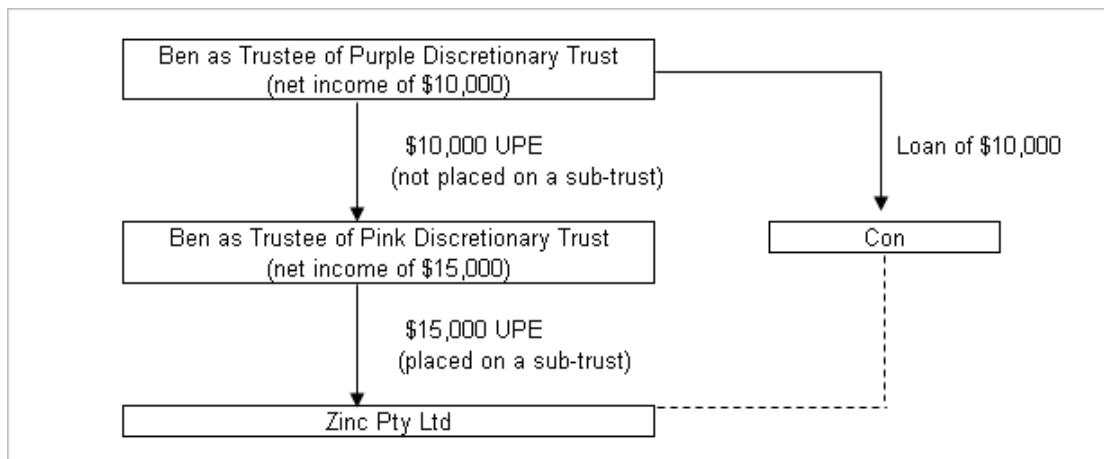 Ben as Trustee of Purple Discretionary Trust
(net income of $10,000)
$10,000 UPE
(not placed on a sub-trust)
Loan of $10,000
Ben as Trustee of Pink Discretionary Trust
(net income of $15,000)
Con
$15,000 UPE
(placed on a sub-trust)
Zinc Pty Ltd